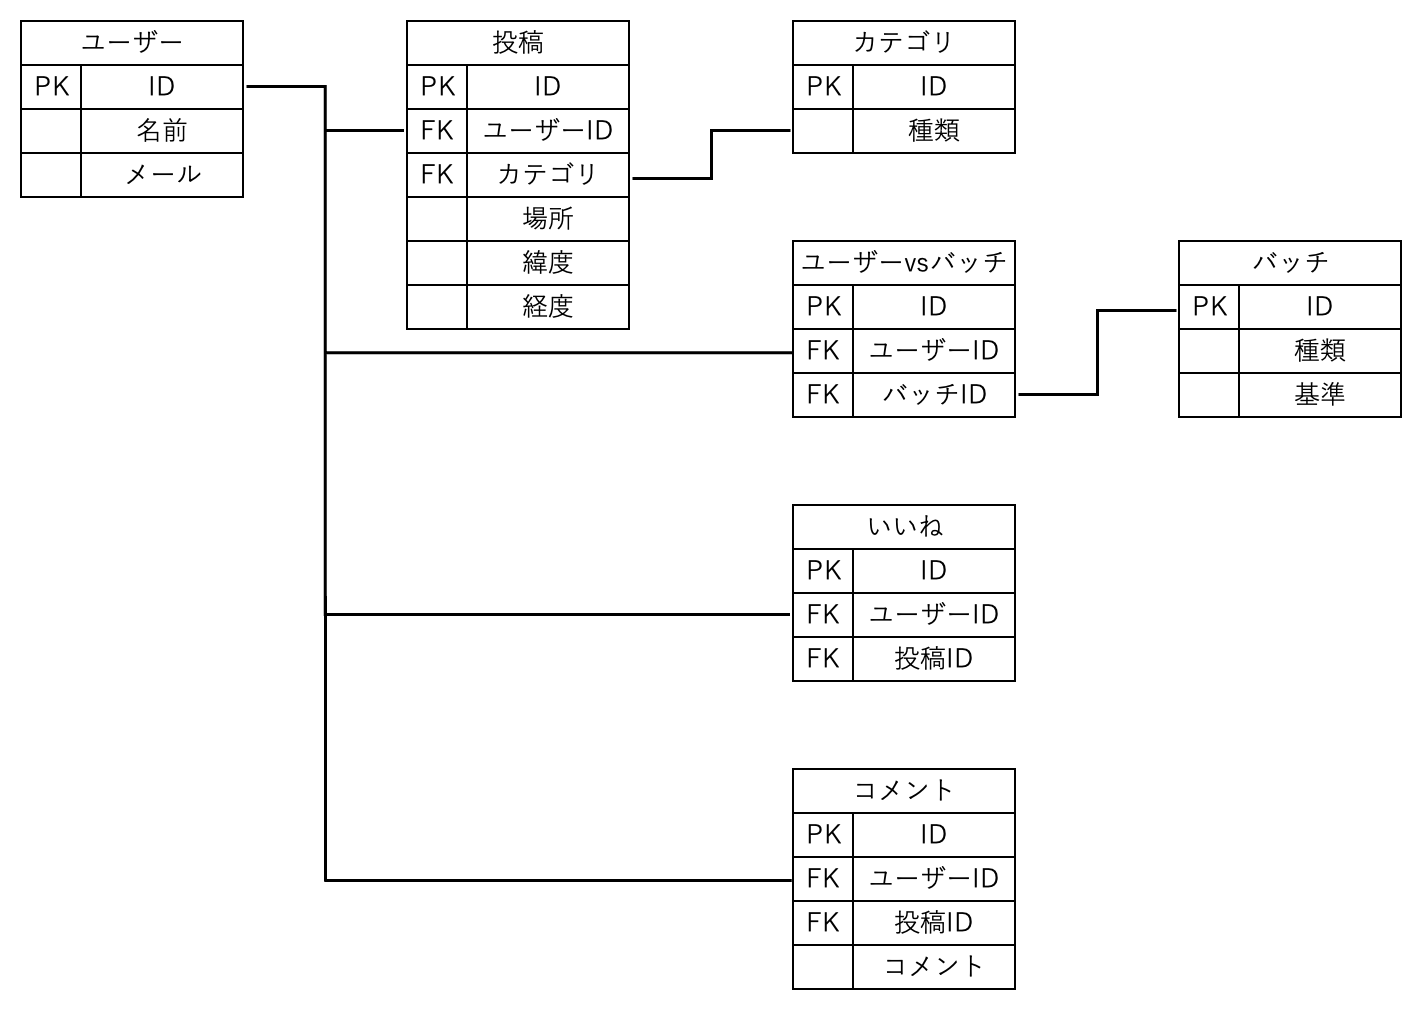 ユーザー
PK ID
名前
メール
投稿
PK ID
FK ユーザーID
FK カテゴリ
場所
緯度
経度
カテゴリ
PK ID
種類
ユーザーvsバッチ
PK ID
FK ユーザーID
FK バッチID
バッチ
PK ID
種類
基準
いいね
PK ID
FK ユーザーID
FK 投稿ID
コメント
PK ID
FK ユーザーID
FK 投稿ID
コメント